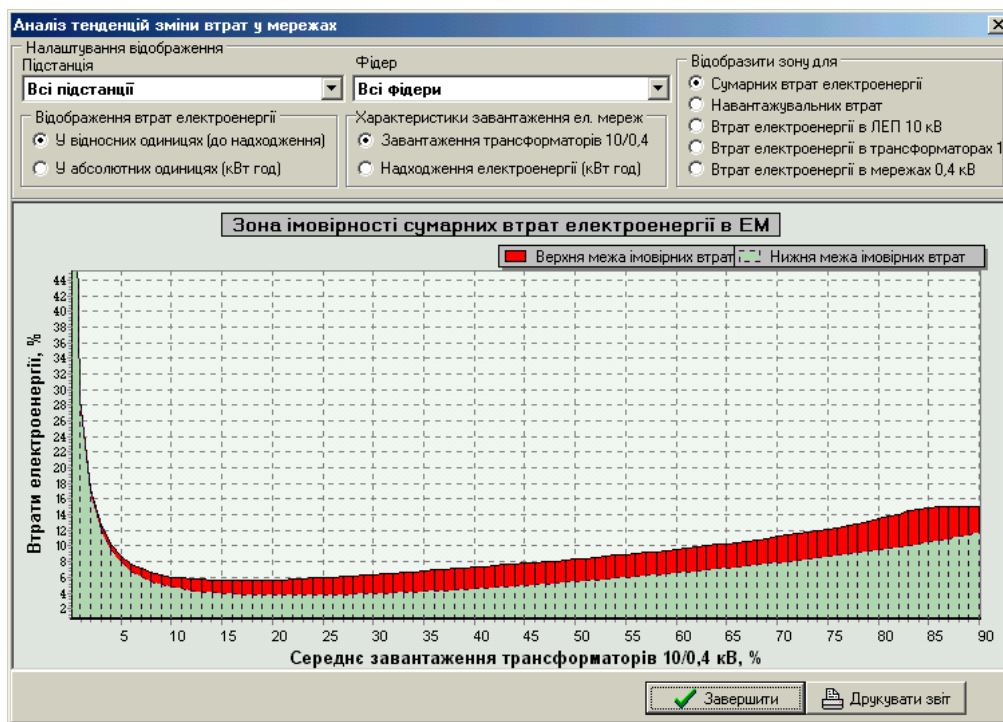 Аналіз тенденцій зміни втрат у мережах
Налаштування відображення
Підстанція
Всі підстанції
Фідер
Всі фідери
Відображення втрат електроенергії
У відносних одиницях (до надходження)
У абсолютних одиницях (кВт год)
Характеристики завантаження ел. мереж
Завантаження трансформаторів 10/0,4
Надходження електроенергії (кВт год)
Відобразити зону для
Сумарних втрат електроенергії
Навантажувальних втрат
Втрат електроенергії в ЛЕП 10 кВ
Втрат електроенергії в трансформаторах 1
Втрат електроенергії в мережах 0,4 кВ
Зона імовірності сумарних втрат електроенергії в ЕМ
Верхня межа імовірних втрат
Нижня межа імовірних втрат
Втрати електроенергії, %
44
42
40
38
36
34
32
30
28
26
24
22
20
18
16
14
12
10
8
6
4
2
5 10 15 20 25 30 35 40 45 50 55 60 65 70 75 80 85 90
Середнє завантаження трансформаторів 10/0,4 кВ, %
Завершити
Друкувати звіт